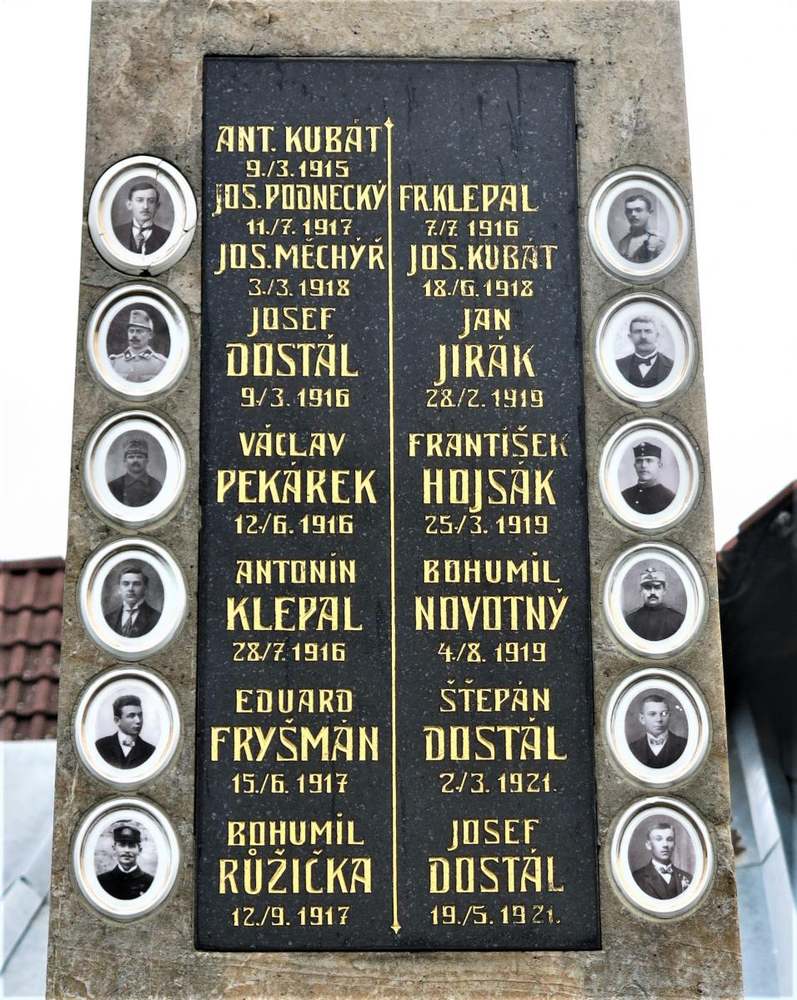 ANT. KUBÁT
9./3. 1915
JOS. PODNECKÝ
11./7. 1917
JOS. MĚCHÝŘ
3./3. 1918
JOSEF
DOSTÁL
9./3. 1916
VÁCLAV
PEKÁREK
12./6. 1916
ANTONÍN
KLEPAL
28./7. 1916
EDUARD
FRYŠMÁN
15./6. 1917
BOHUMÍL
RŮŽIČKA
12./9. 1917
FR. KLEPAL
7./7 1916
JOS. KUBÁT
18./6. 1918
JAN
JIRÁK
28./2. 1919
FRANTIŠEK
HOJSÁK
25./3. 1919
BOHUMÍL
NOVOTNÝ
4./8. 1919
ŠTĚPÁN
DOSTÁL
2./3. 1921.
JOSEF
DOSTÁL
19./5. 1921.